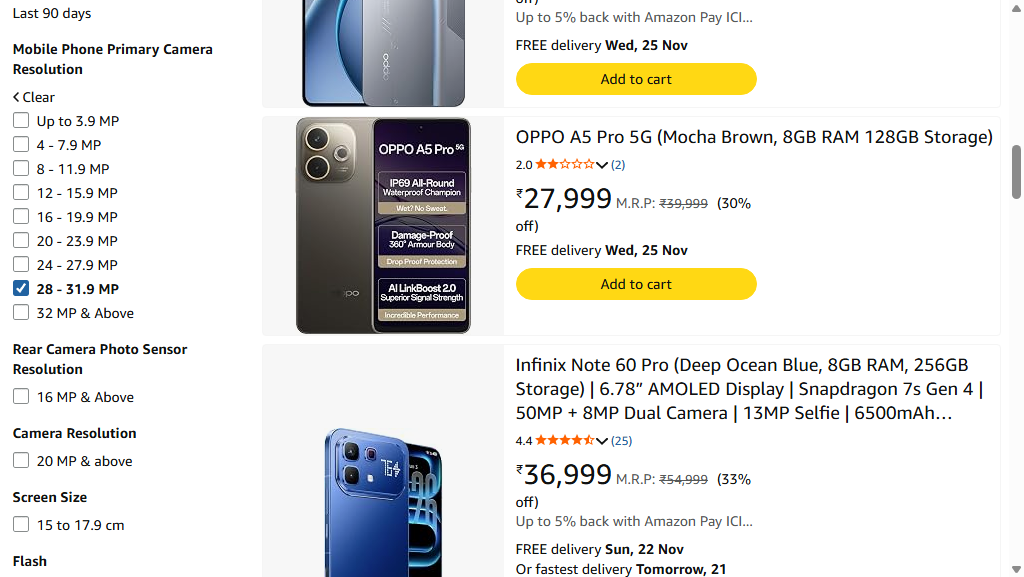 Last 90 days
Mobile Phone Primary Camera
Resolution
Clear
Up to 3.9 MP
4 - 7.9 MP
8 - 11.9 MP
12 - 15.9 MP
16 - 19.9 MP
20 - 23.9 MP
24 - 27.9 MP
28 - 31.9 MP
32 MP & Above
Rear Camera Photo Sensor
Resolution
16 MP & Above
Camera Resolution
20 MP & above
Screen Size
15 to 17.9 cm
Flash
oppo
off)
Up to 5% back with Amazon Pay ICI…
FREE delivery Wed, 25 Nov
Add to cart
OPPO A5 Pro 5G
IP69 All-Round
Waterproof Champion
Wet? No Sweat.
Damage-Proof
360° Armour Body
Drop Proof Protection
AI LinkBoost 2.0
Superior Signal Strength
Incredible Performance
OPPO A5 Pro 5G (Mocha Brown, 8GB RAM 128GB Storage)
2.0 (2)
₹27,999 M.R.P: ₹39,999 (30%
off)
FREE delivery Wed, 25 Nov
Add to cart
Infinix Note 60 Pro (Deep Ocean Blue, 8GB RAM, 256GB
Storage) | 6.78” AMOLED Display | Snapdragon 7s Gen 4 |
50MP + 8MP Dual Camera | 13MP Selfie | 6500mAh…
4.4 (25)
₹36,999 M.R.P: ₹54,999 (33%
off)
Up to 5% back with Amazon Pay ICI…
FREE delivery Sun, 22 Nov
Or fastest delivery Tomorrow, 21